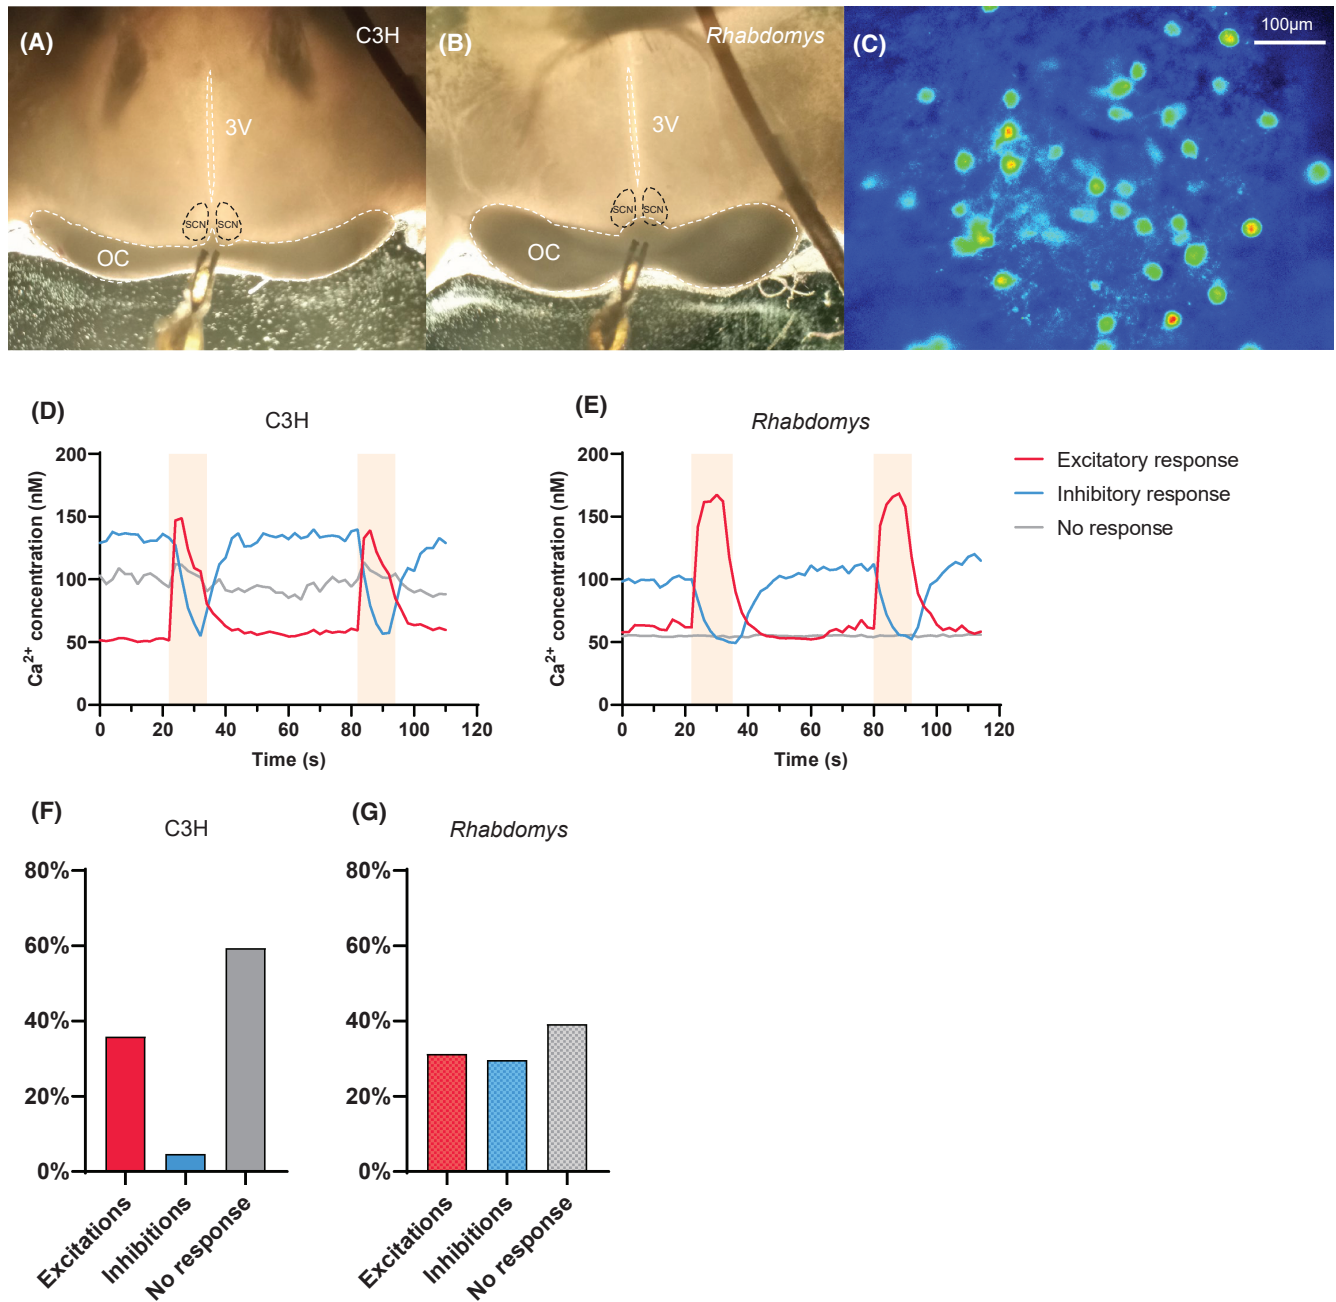 (A)
C3H
3V
SCN
SCN
OC
(B)
Rhabdomys
3V
SCN
SCN
OC
(C)
100µm
(D)
C3H
Ca2+ concentration (nM)
200
150
100
50
0
0 20 40 60 80 100 120
Time (s)
(E)
Rhabdomys
Ca2+ concentration (nM)
200
150
100
50
0
0 20 40 60 80 100 120
Time (s)
Excitatory response
Inhibitory response
No response
(F)
C3H
80%
60%
40%
20%
0%
Excitations
Inhibitions
No response
(G)
Rhabdomys
80%
60%
40%
20%
0%
Excitations
Inhibitions
No response